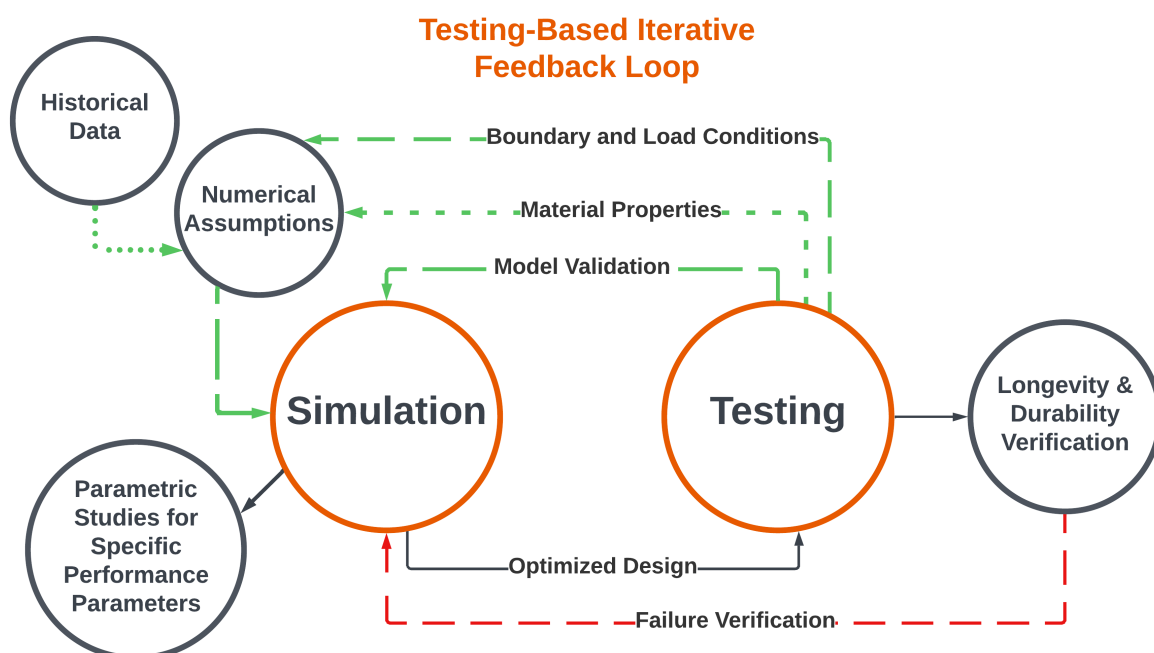 Testing-Based Iterative
Feedback Loop
Historical
Data
Boundary and Load Conditions
Numerical
Assumptions
Material Properties
Model Validation
Simulation
Testing
Longevity &
Durability
Verification
Parametric
Studies for
Specific
Performance
Parameters
Optimized Design
Failure Verification